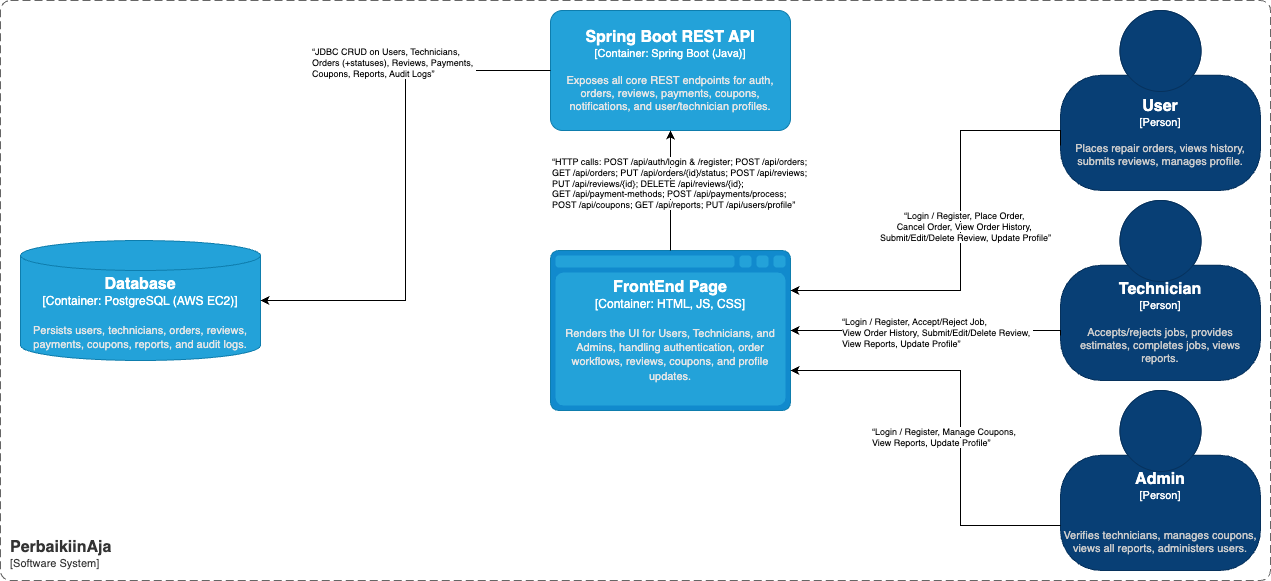 Spring Boot REST API
[Container: Spring Boot (Java)]
Exposes all core REST endpoints for auth,
orders, reviews, payments, coupons,
notifications, and user/technician profiles.
“JDBC CRUD on Users, Technicians,
Orders (+statuses), Reviews, Payments,
Coupons, Reports, Audit Logs”
User
[Person]
Places repair orders, views history,
submits reviews, manages profile.
“HTTP calls: POST /api/auth/login & /register; POST /api/orders;
GET /api/orders; PUT /api/orders/{id}/status; POST /api/reviews;
PUT /api/reviews/{id}; DELETE /api/reviews/{id};
GET /api/payment-methods; POST /api/payments/process;
POST /api/coupons; GET /api/reports; PUT /api/users/profile”
“Login / Register, Place Order,
Cancel Order, View Order History,
Submit/Edit/Delete Review, Update Profile”
Database
[Container: PostgreSQL (AWS EC2)]
Persists users, technicians, orders, reviews,
payments, coupons, reports, and audit logs.
FrontEnd Page
[Container: HTML, JS, CSS]
Renders the UI for Users, Technicians, and
Admins, handling authentication, order
workflows, reviews, coupons, and profile
updates.
Technician
[Person]
Accepts/rejects jobs, provides
estimates, completes jobs, views
reports.
“Login / Register, Accept/Reject Job,
View Order History, Submit/Edit/Delete Review,
View Reports, Update Profile”
“Login / Register, Manage Coupons,
View Reports, Update Profile”
Admin
[Person]
Verifies technicians, manages coupons,
views all reports, administers users.
PerbaikiinAja
[Software System]